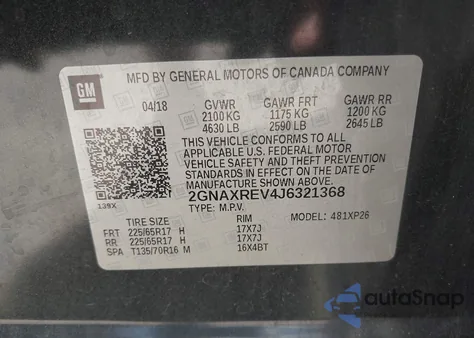 GM
MFD BY GENERAL MOTORS OF CANADA COMPANY
04/18 GVWR GAWR FRT GAWR RR
2100 KG 1175 KG 1200 KG
4630 LB 2590 LB 2645 LB
THIS VEHICLE CONFORMS TO ALL
APPLICABLE U.S. FEDERAL MOTOR
VEHICLE SAFETY AND THEFT PREVENTION
STANDARDS IN EFFECT ON THE DATE OF
MANUFACTURE SHOWN ABOVE.
139X 2GNAXREV4J6321368
TYPE: M.P.V. MODEL: 481XP26
TIRE SIZE RIM
FRT 225/65R17 H 17X7J
RR 225/65R17 H 17X7J
SPA T135/70R16 M 16X4BT
autoSnap